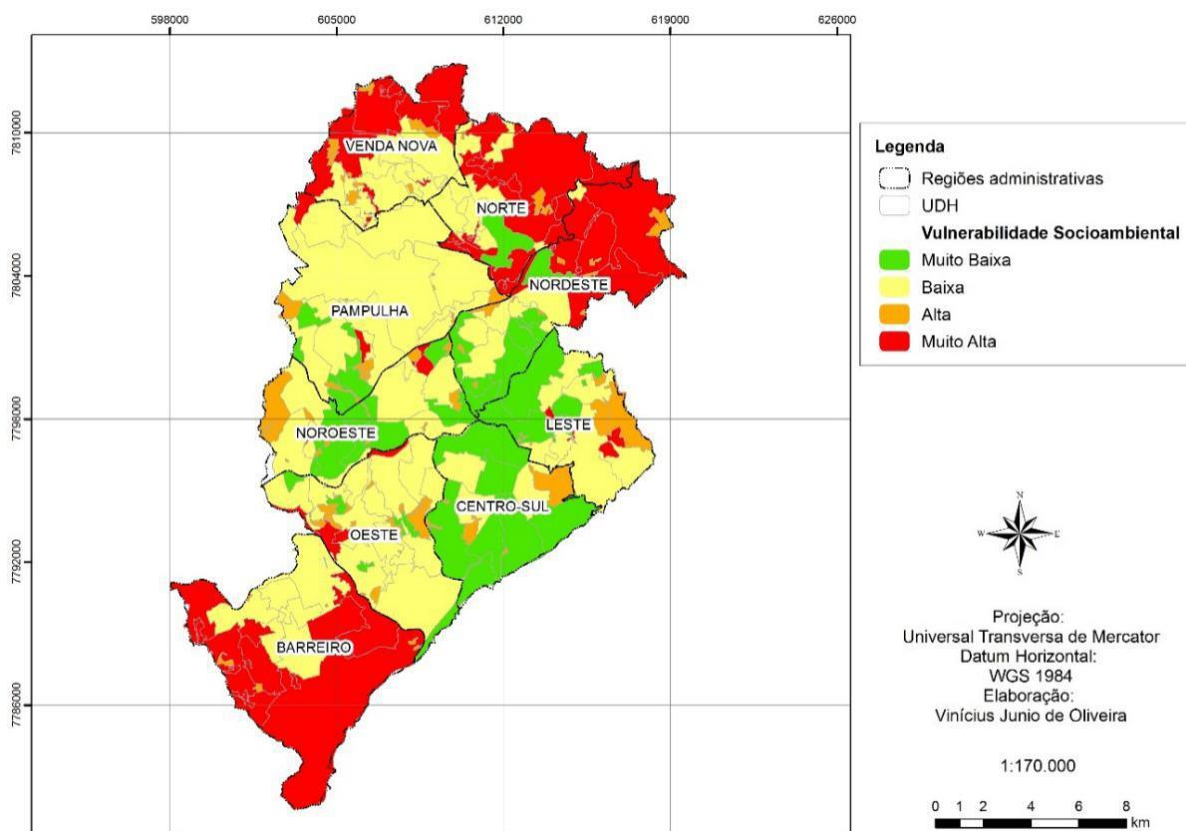 598000 605000 612000 619000 626000
7810000
7804000
7798000
7792000
7786000
VENDA NOVA
NORTE
NORDESTE
PAMPULHA
LESTE
NOROESTE
CENTRO-SUL
OESTE
BARREIRO
Legenda
Regiões administrativas
UDH
Vulnerabilidade Socioambiental
Muito Baixa
Baixa
Alta
Muito Alta
N
W E
S
Projeção:
Universal Transversa de Mercator
Datum Horizontal:
WGS 1984
Elaboração:
Vinícius Junio de Oliveira
1:170.000
0 1 2 4 6 8
km